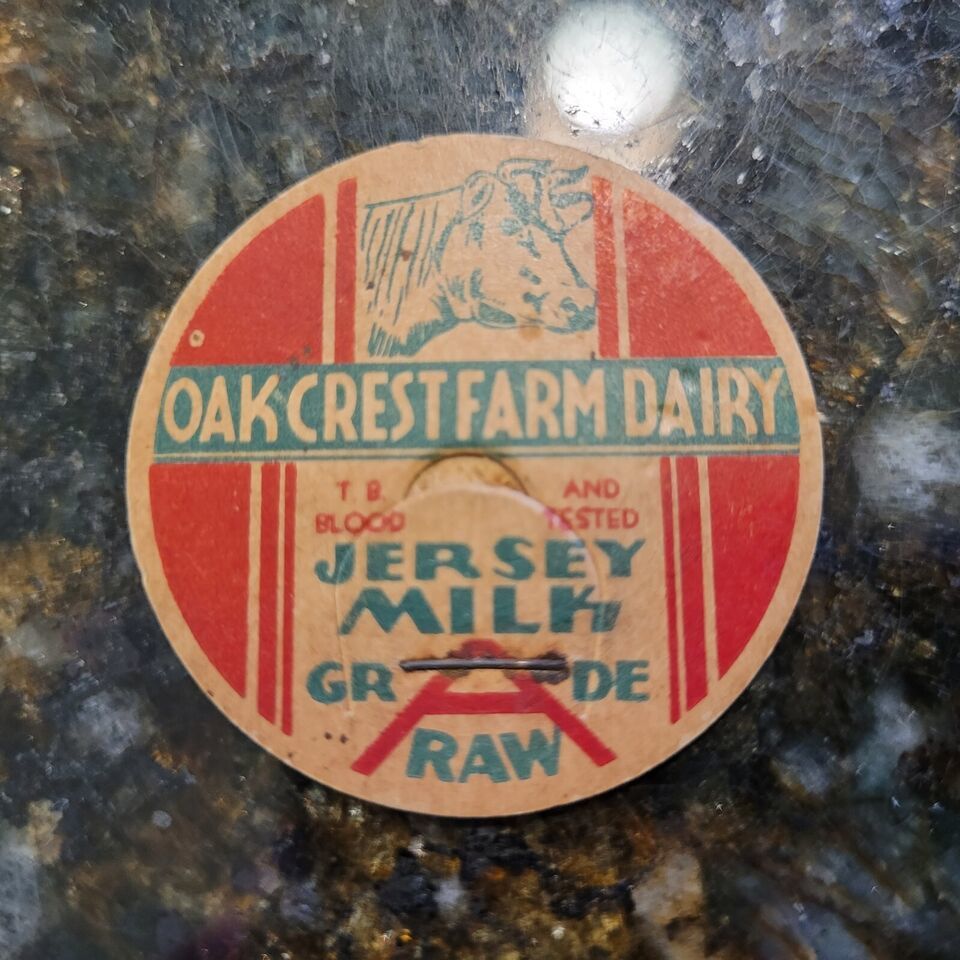 OAK CREST FARM DAIRY
T. B. AND
BLOOD TESTED
JERSEY
MILK
GRADE
RAW